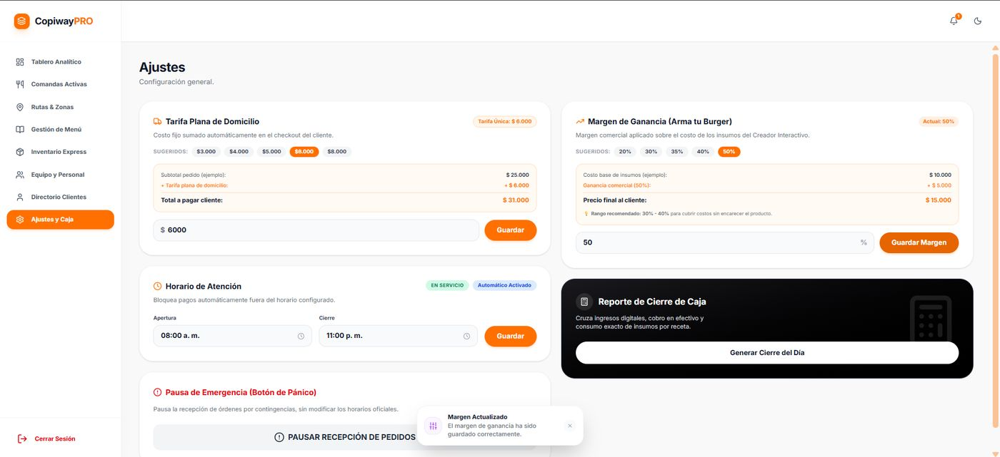 CopiwayPRO
1
Tablero Analítico
Comandas Activas
Rutas & Zonas
Gestión de Menú
Inventario Express
Equipo y Personal
Directorio Clientes
Ajustes y Caja
Cerrar Sesión
Ajustes
Configuración general.
Tarifa Plana de Domicilio
Tarifa Única: $ 6.000
Costo fijo sumado automáticamente en el checkout del cliente.
SUGERIDOS: $3.000 $4.000 $5.000 $6.000 $8.000
Subtotal pedido (ejemplo): $ 25.000
+ Tarifa plana de domicilio: + $ 6.000
Total a pagar cliente: $ 31.000
$ 6000
Guardar
Horario de Atención
EN SERVICIO
Automático Activado
Bloquea pagos automáticamente fuera del horario configurado.
Apertura
08:00 a. m.
Cierre
11:00 p. m.
Guardar
Pausa de Emergencia (Botón de Pánico)
Pausa la recepción de órdenes por contingencias, sin modificar los horarios oficiales.
PAUSAR RECEPCIÓN DE PEDIDOS
Margen de Ganancia (Arma tu Burger)
Actual: 50%
Margen comercial aplicado sobre el costo de los insumos del Creador Interactivo.
SUGERIDOS: 20% 30% 35% 40% 50%
Costo base de insumos (ejemplo): $ 10.000
Ganancia comercial (50%): + $ 5.000
Precio final al cliente: $ 15.000
Rango recomendado: 30% - 40% para cubrir costos sin encarecer el producto.
50 %
Guardar Margen
Reporte de Cierre de Caja
Cruza ingresos digitales, cobro en efectivo y
consumo exacto de insumos por receta.
Generar Cierre del Día
Margen Actualizado
El margen de ganancia ha sido
guardado correctamente.